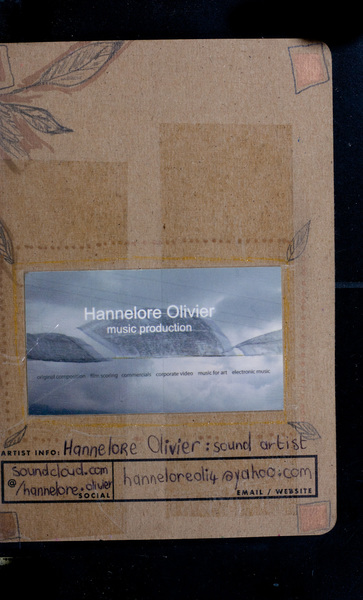 Hannelore Olivier
music production
original composition film scoring commercials corporate video music for art electronic music
ARTIST INFO: Hannelore Olivier : sound artist
soundcloud.com
@/hannelore.olivier
SOCIAL
hanneloreoli4@yahoo.com
EMAIL / WEBSITE